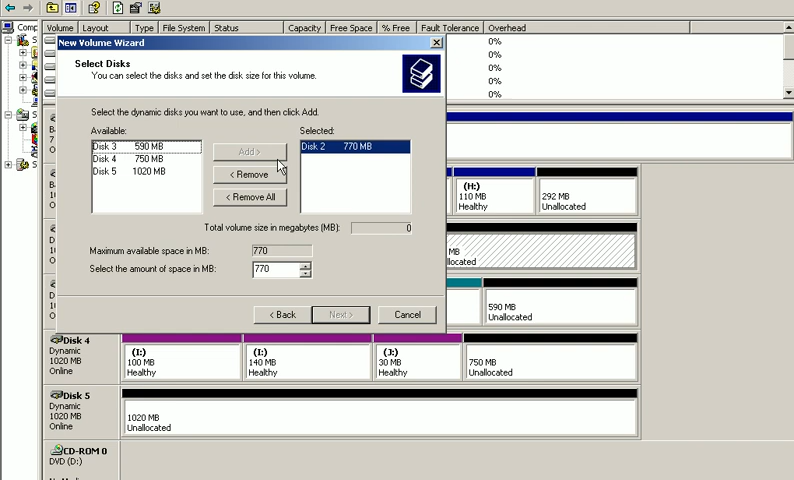 Volume Layout Type File System Status Capacity Free Space % Free Fault Tolerance Overhead
Comp
New Volume Wizard
0%
0%
0%
0%
0%
Select Disks
You can select the disks and set the disk size for this volume.
Select the dynamic disks you want to use, and then click Add.
Available:
Selected:
Disk 3 590 MB
Disk 4 750 MB
Disk 5 1020 MB
Add >
< Remove
< Remove All
Disk 2 770 MB
Total volume size in megabytes (MB): 0
Maximum available space in MB: 770
Select the amount of space in MB: 770
< Back
Next >
Cancel
(H:)
110 MB
Healthy
292 MB
Unallocated
MB
located
590 MB
Unallocated
Disk 4
Dynamic
1020 MB
Online
(I:)
100 MB
Healthy
(I:)
140 MB
Healthy
(J:)
30 MB
Healthy
750 MB
Unallocated
Disk 5
Dynamic
1020 MB
Online
1020 MB
Unallocated
CD-ROM 0
DVD (D:)